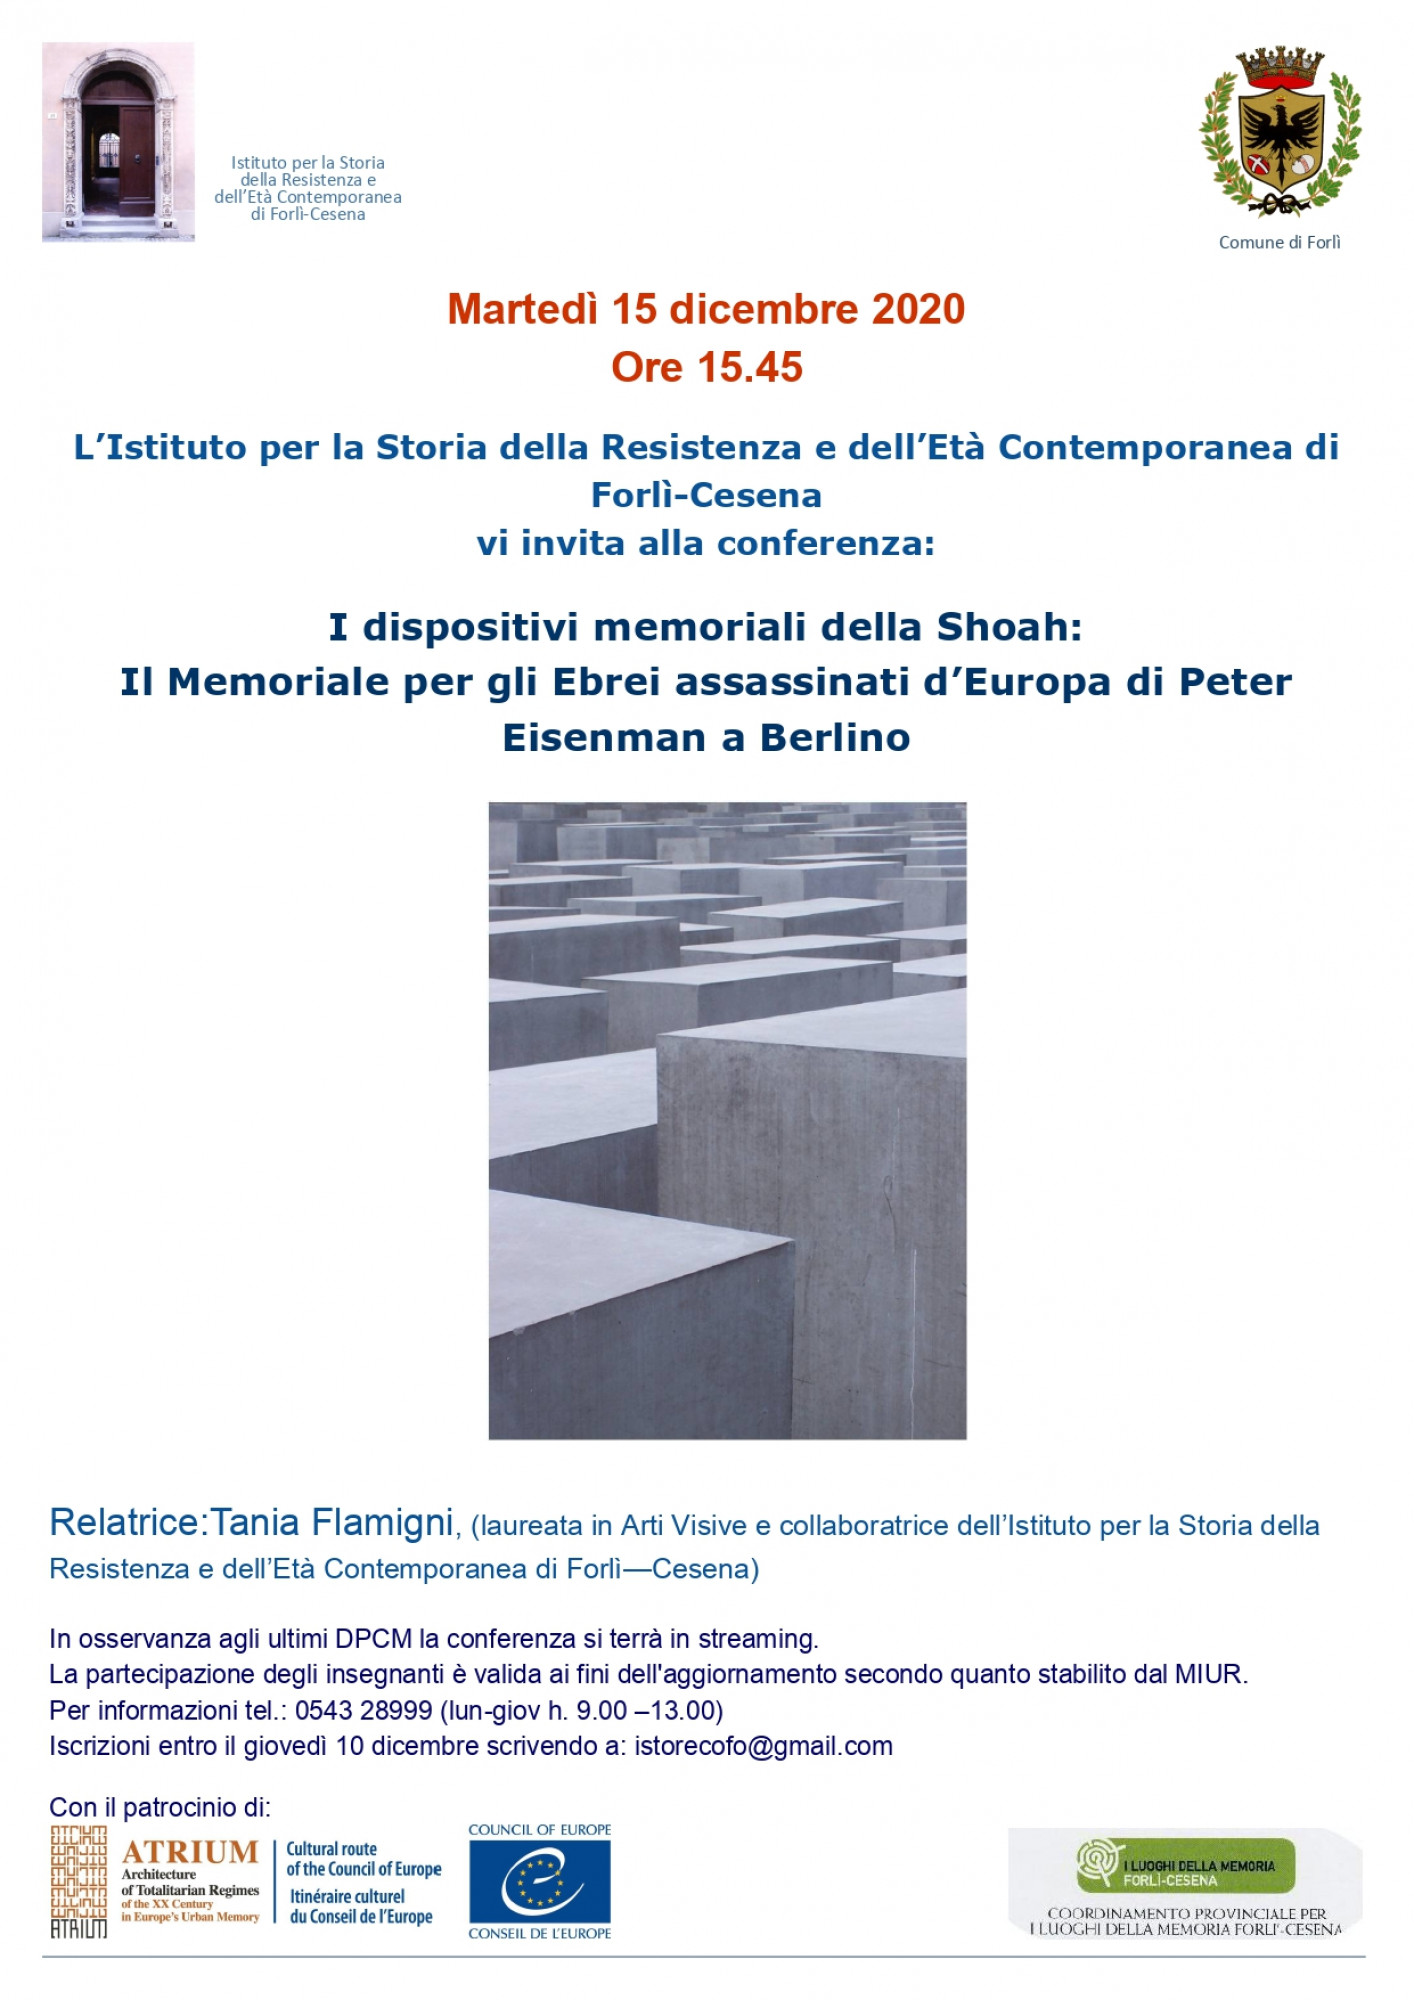 Istituto per la Storia
della Resistenza e
dell'Età Contemporanea
di Forlì-Cesena
Comune di Forlì
Martedì 15 dicembre 2020
Ore 15.45
L'Istituto per la Storia della Resistenza e dell'Età Contemporanea di
Forlì-Cesena
vi invita alla conferenza:
I dispositivi memoriali della Shoah:
Il Memoriale per gli Ebrei assassinati d'Europa di Peter
Eisenman a Berlino
Relatrice:Tania Flamigni, (laureata in Arti Visive e collaboratrice dell'Istituto per la Storia della
Resistenza e dell'Età Contemporanea di Forlì—Cesena)
In osservanza agli ultimi DPCM la conferenza si terrà in streaming.
La partecipazione degli insegnanti è valida ai fini dell'aggiornamento secondo quanto stabilito dal MIUR.
Per informazioni tel.: 0543 28999 (lun-giov h. 9.00 –13.00)
Iscrizioni entro il giovedì 10 dicembre scrivendo a: istorecofo@gmail.com
Con il patrocinio di:
ATRIUM
ATRIUM
Architecture
of Totalitarian Regimes
of the XX Century
in Europe's Urban Memory
Cultural route
of the Council of Europe
Itinéraire culturel
du Conseil de l'Europe
COUNCIL OF EUROPE
CONSEIL DE L'EUROPE
I LUOGHI DELLA MEMORIA
FORLÌ-CESENA
COORDINAMENTO PROVINCIALE PER
I LUOGHI DELLA MEMORIA FORLI'-CESENA